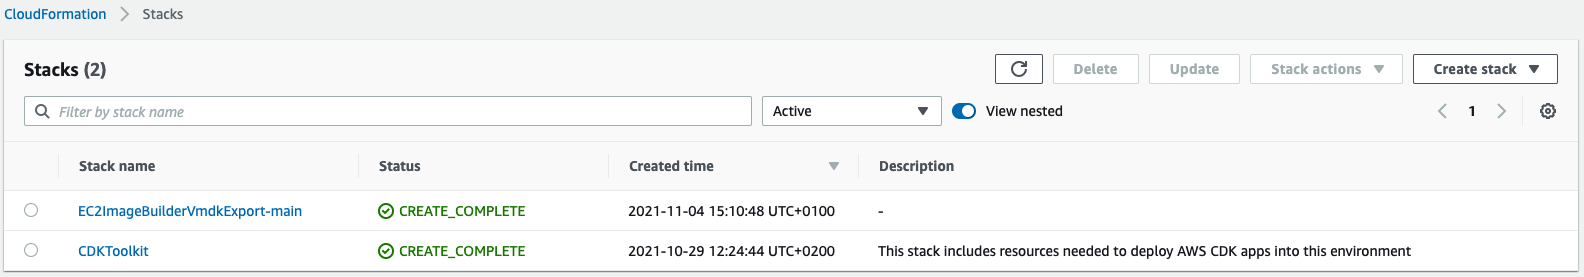 CloudFormation > Stacks
Stacks (2)
Delete
Update
Stack actions
Create stack
Filter by stack name
Active
View nested
1
Stack name Status Created time Description
EC2ImageBuilderVmdkExport-main CREATE_COMPLETE 2021-11-04 15:10:48 UTC+0100 -
CDKToolkit CREATE_COMPLETE 2021-10-29 12:24:44 UTC+0200 This stack includes resources needed to deploy AWS CDK apps into this environment